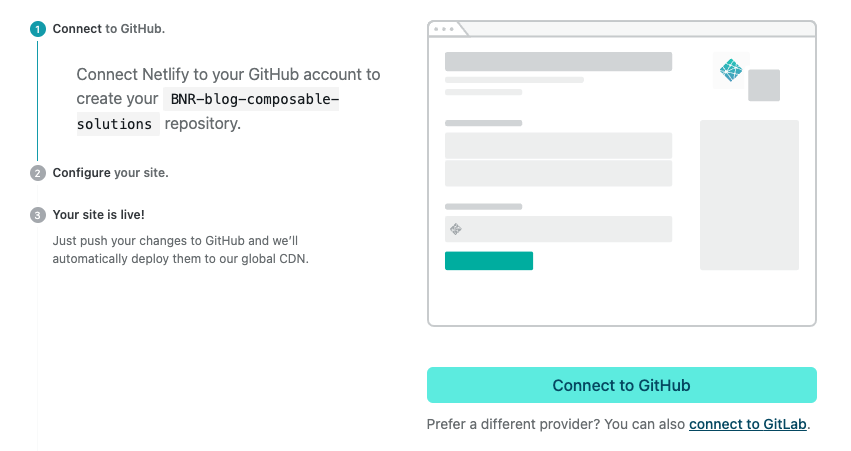 1 Connect to GitHub.
Connect Netlify to your GitHub account to
create your BNR-blog-composable-
solutions repository.
2 Configure your site.
3 Your site is live!
Just push your changes to GitHub and we’ll
automatically deploy them to our global CDN.
Connect to GitHub
Prefer a different provider? You can also connect to GitLab.